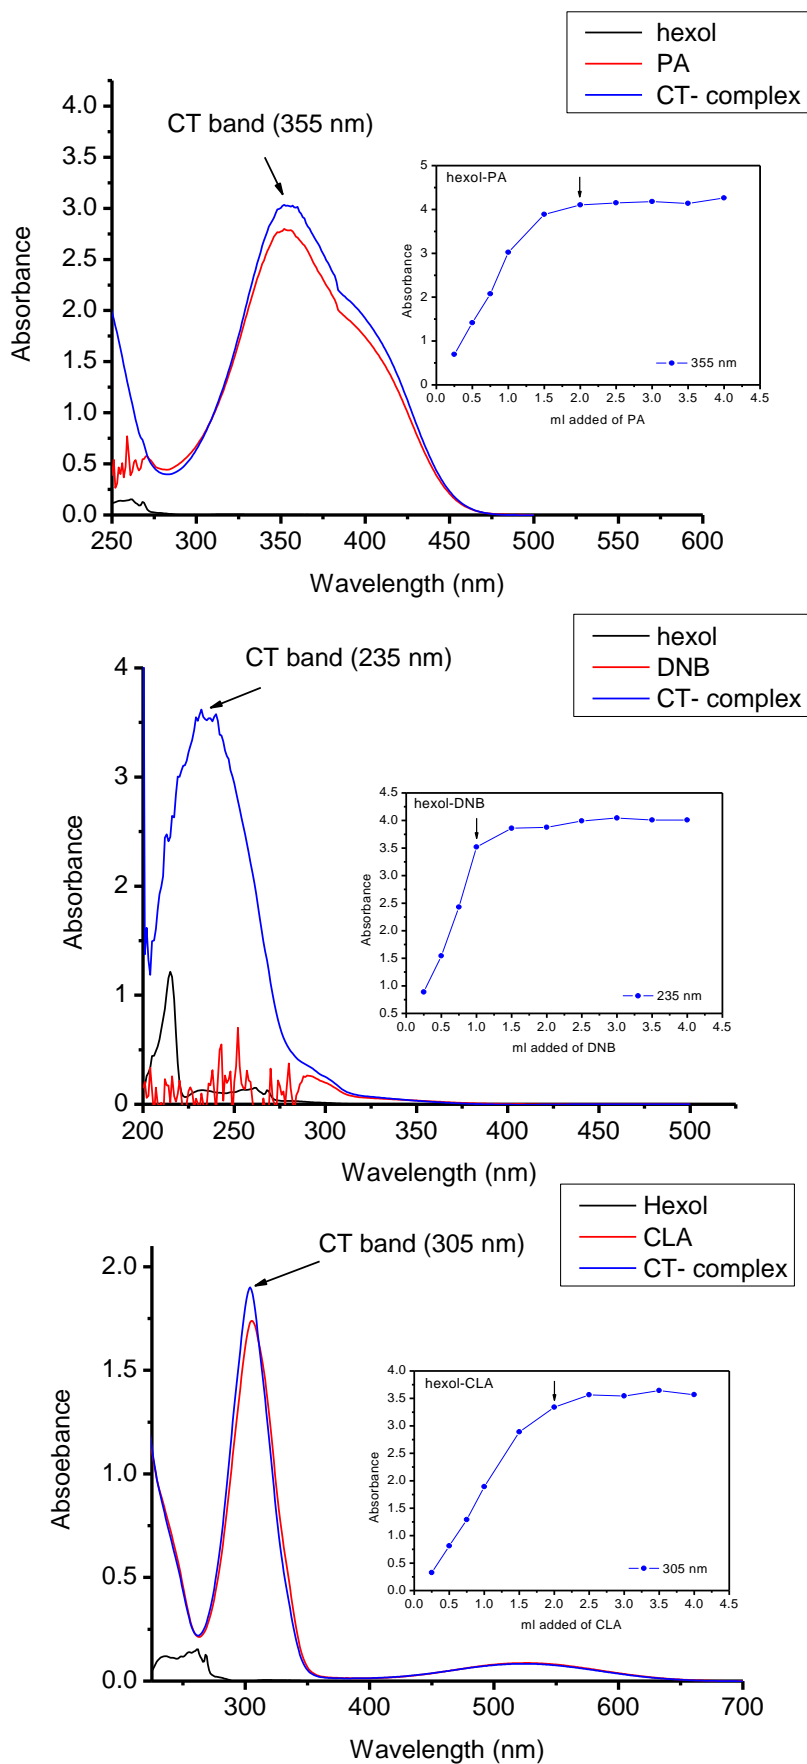 hexol
PA
CT- complex
CT band (355 nm)
4.0
3.5
3.0
2.5
2.0
1.5
1.0
0.5
0.0
Absorbance
250 300 350 400 450 500 550 600
Wavelength (nm)
hexol-PA
5
4
3
2
1
0
Absorbance
355 nm
0.0 0.5 1.0 1.5 2.0 2.5 3.0 3.5 4.0 4.5
ml added of PA
hexol
DNB
CT- complex
CT band (235 nm)
4
3
2
1
0
Absorbance
200 250 300 350 400 450 500
Wavelength (nm)
hexol-DNB
4.5
4.0
3.5
3.0
2.5
2.0
1.5
1.0
0.5
Absorbance
235 nm
0.0 0.5 1.0 1.5 2.0 2.5 3.0 3.5 4.0 4.5
ml added of DNB
Hexol
CLA
CT- complex
CT band (305 nm)
2.0
1.5
1.0
0.5
0.0
Absoebance
300 400 500 600 700
Wavelength (nm)
hexol-CLA
4.0
3.5
3.0
2.5
2.0
1.5
1.0
0.5
0.0
Absorbance
305 nm
0.0 0.5 1.0 1.5 2.0 2.5 3.0 3.5 4.0 4.5
ml added of CLA